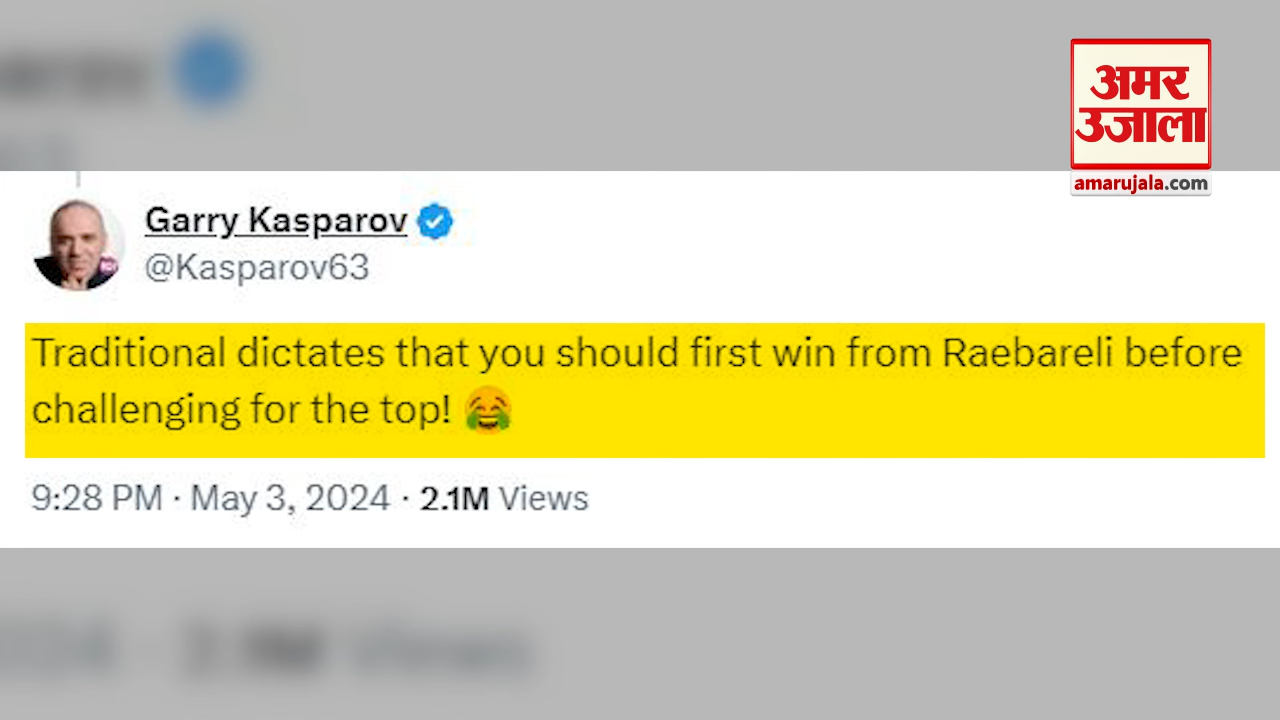 अमर
उजाला
amarujala.com
Garry Kasparov
@Kasparov63
Traditional dictates that you should first win from Raebareli before
challenging for the top! 😂
9:28 PM · May 3, 2024 · 2.1M Views